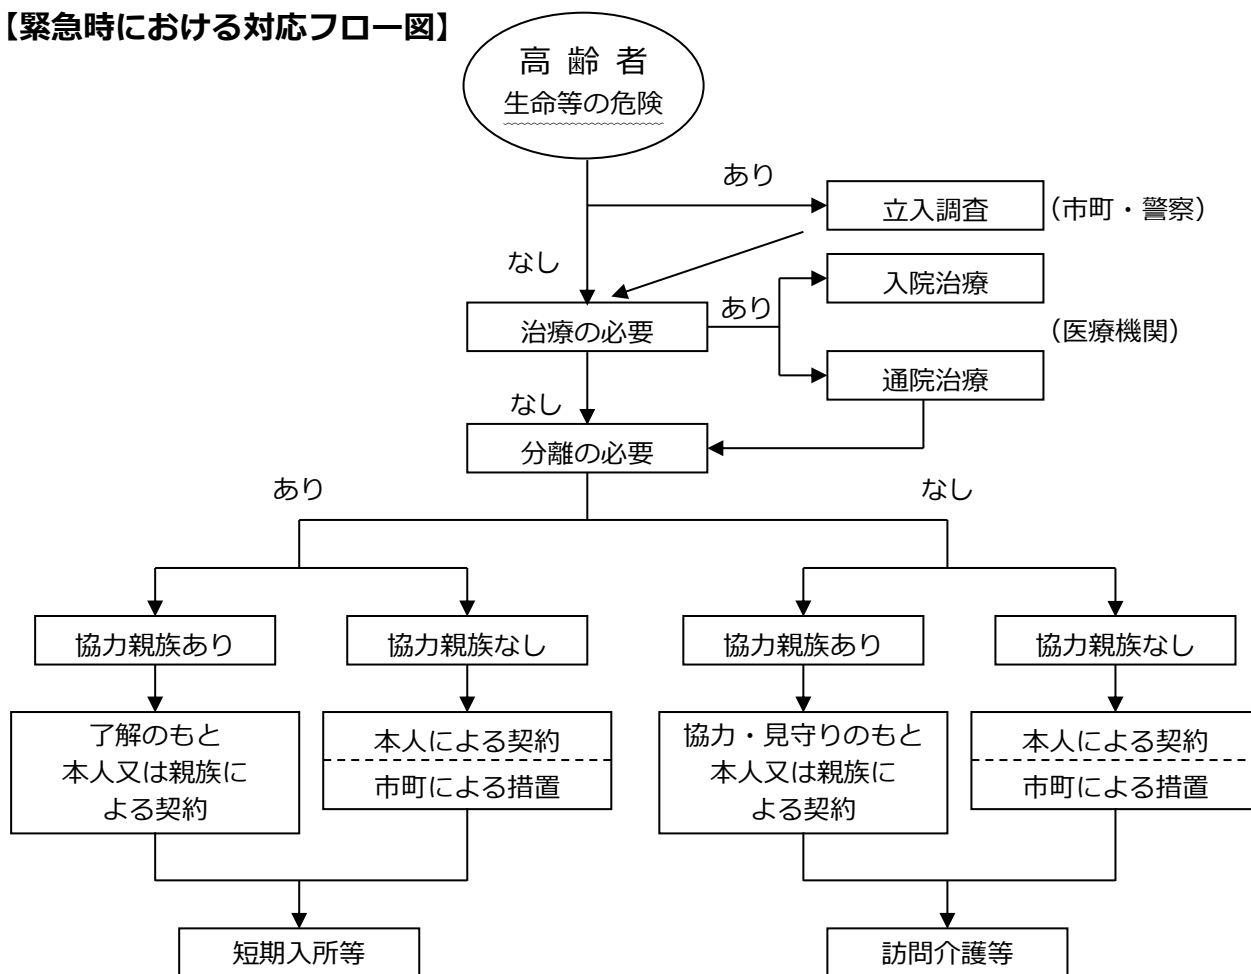 【緊急時における対応フロー図】
高齢者
生命等の危険
あり
立入調査
（市町・警察）
なし
入院治療
あり
治療の必要
（医療機関）
通院治療
なし
分離の必要
あり
なし
協力親族あり
協力親族なし
協力親族あり
協力親族なし
了解のもと
本人又は親族に
よる契約
本人による契約
市町による措置
協力・見守りのもと
本人又は親族に
よる契約
本人による契約
市町による措置
短期入所等
訪問介護等